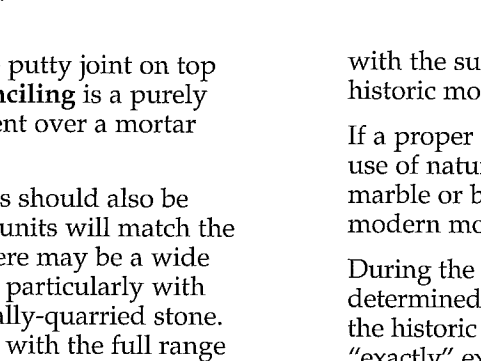 putty joint on top
nciling is a purely
ent over a mortar
s should also be
units will match the
ere may be a wide
particularly with
ally-quarried stone.
with the full range
with the su
historic mo
If a proper
use of natu
marble or b
modern mo
During the
determined
the historic
"exactly" ex